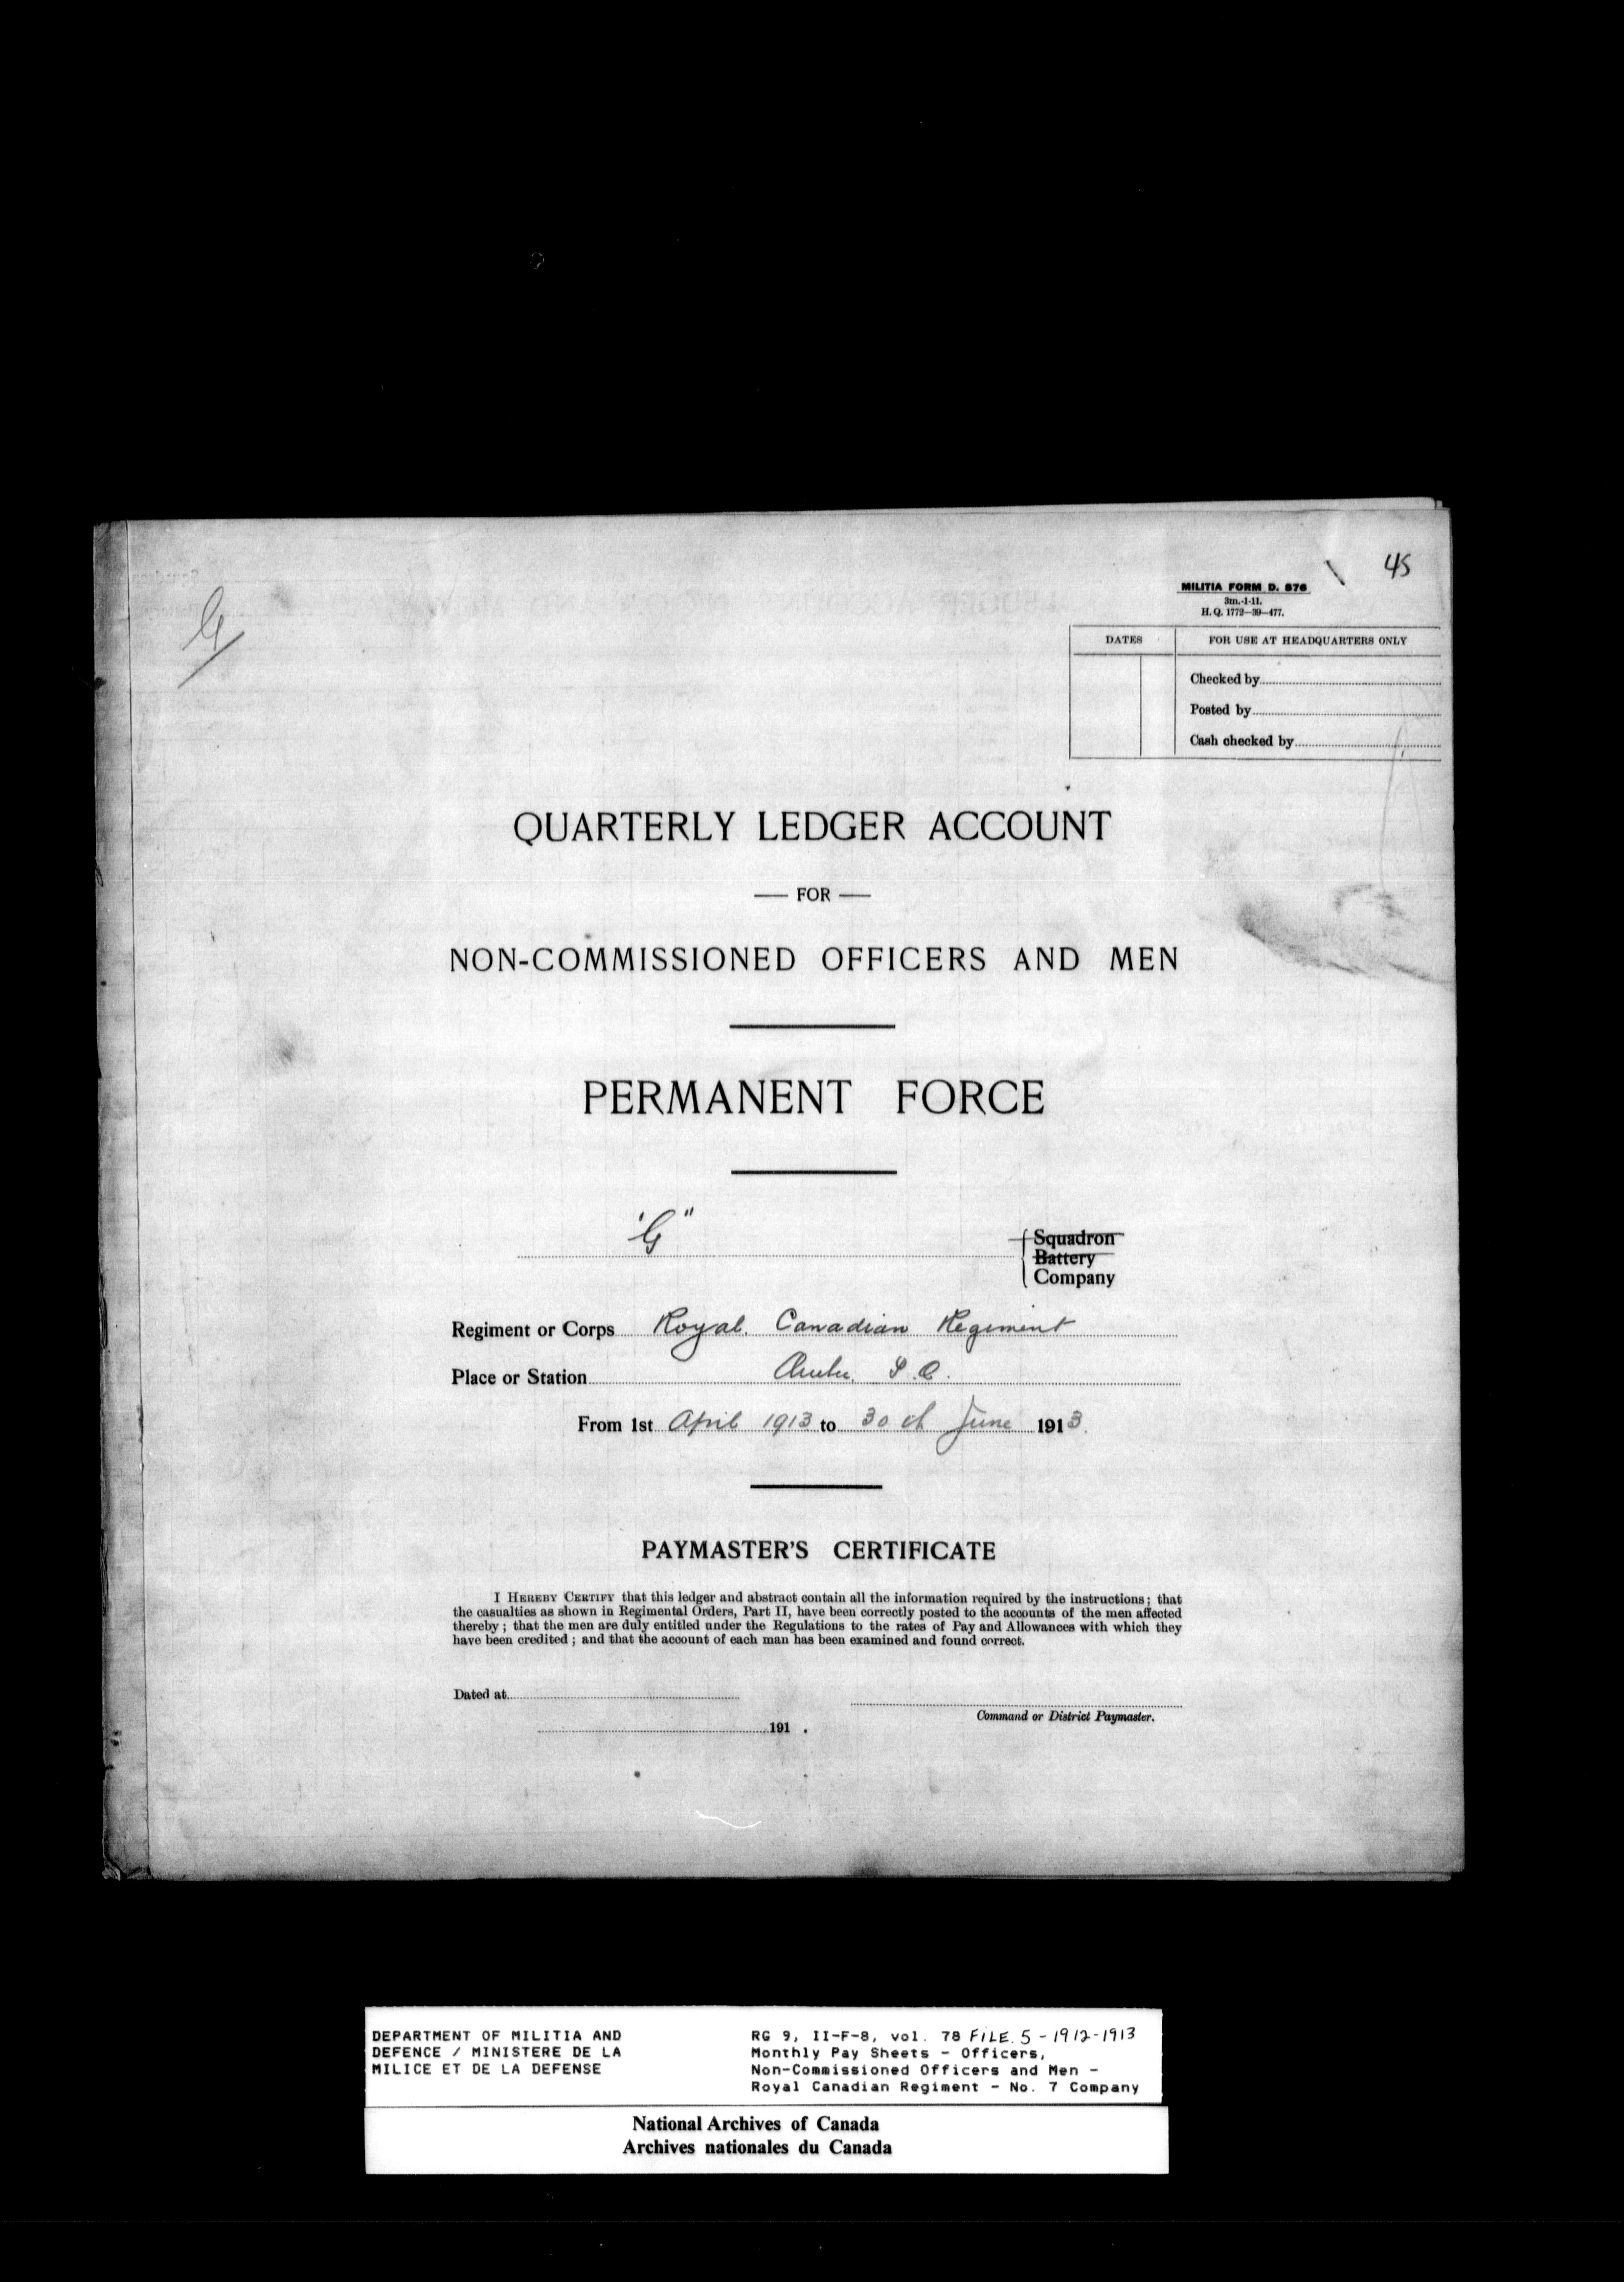 45
G
MILITIA FORM D. 876
3m.-1-11.
H. Q. 1772—39—477.
DATES FOR USE AT HEADQUARTERS ONLY
Checked by
Posted by
Cash checked by
QUARTERLY LEDGER ACCOUNT
— FOR —
NON-COMMISSIONED OFFICERS AND MEN
PERMANENT FORCE
"G"
Squadron
Battery
Company
Regiment or Corps Royal Canadian Regiment
Place or Station
From 1st April 1913 to 30th June 1913.
PAYMASTER'S CERTIFICATE
I HEREBY CERTIFY that this ledger and abstract contain all the information required by the instructions; that
the casualties as shown in Regimental Orders, Part II, have been correctly posted to the accounts of the men affected
thereby; that the men are duly entitled under the Regulations to the rates of Pay and Allowances with which they
have been credited; and that the account of each man has been examined and found correct.
Dated at
Command or District Paymaster.
191 .
DEPARTMENT OF MILITIA AND
DEFENCE / MINISTERE DE LA
MILICE ET DE LA DEFENSE
RG 9, II-F-8, vol. 78 FILE. 5 - 1912-1913
Monthly Pay Sheets - Officers,
Non-Commissioned Officers and Men -
Royal Canadian Regiment - No. 7 Company
National Archives of Canada
Archives nationales du Canada